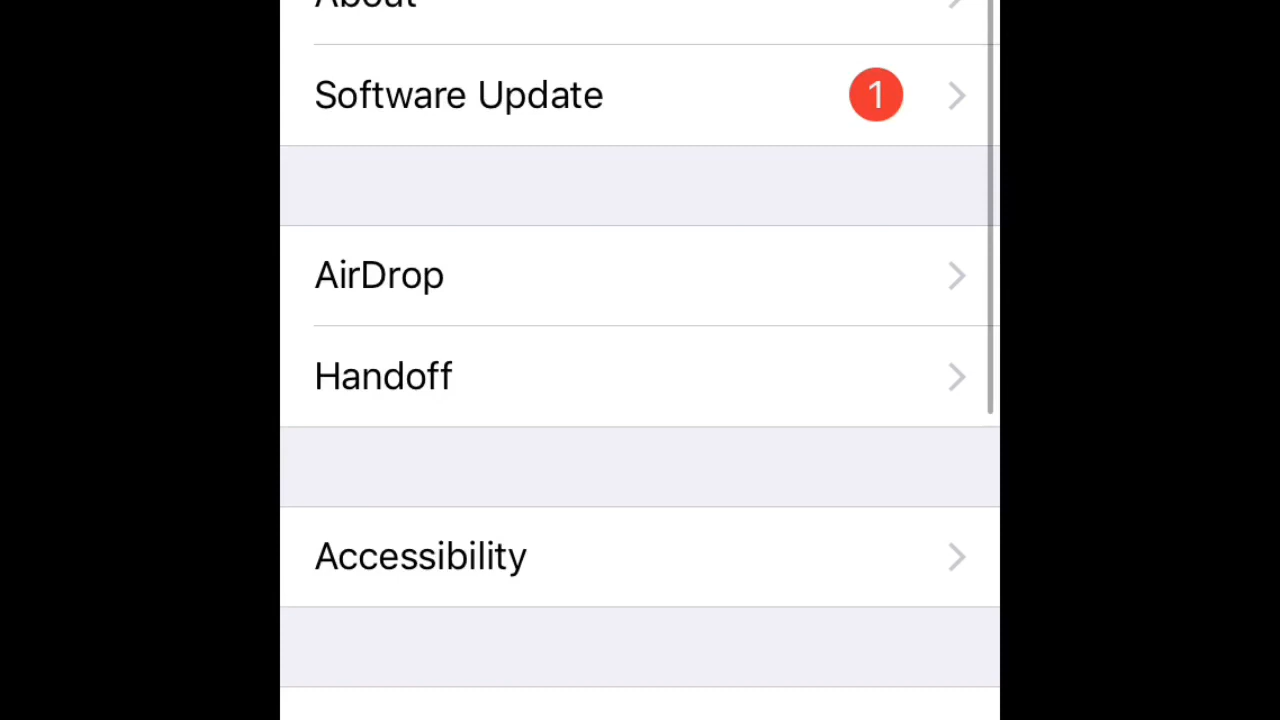 About
Software Update 1
AirDrop
Handoff
Accessibility